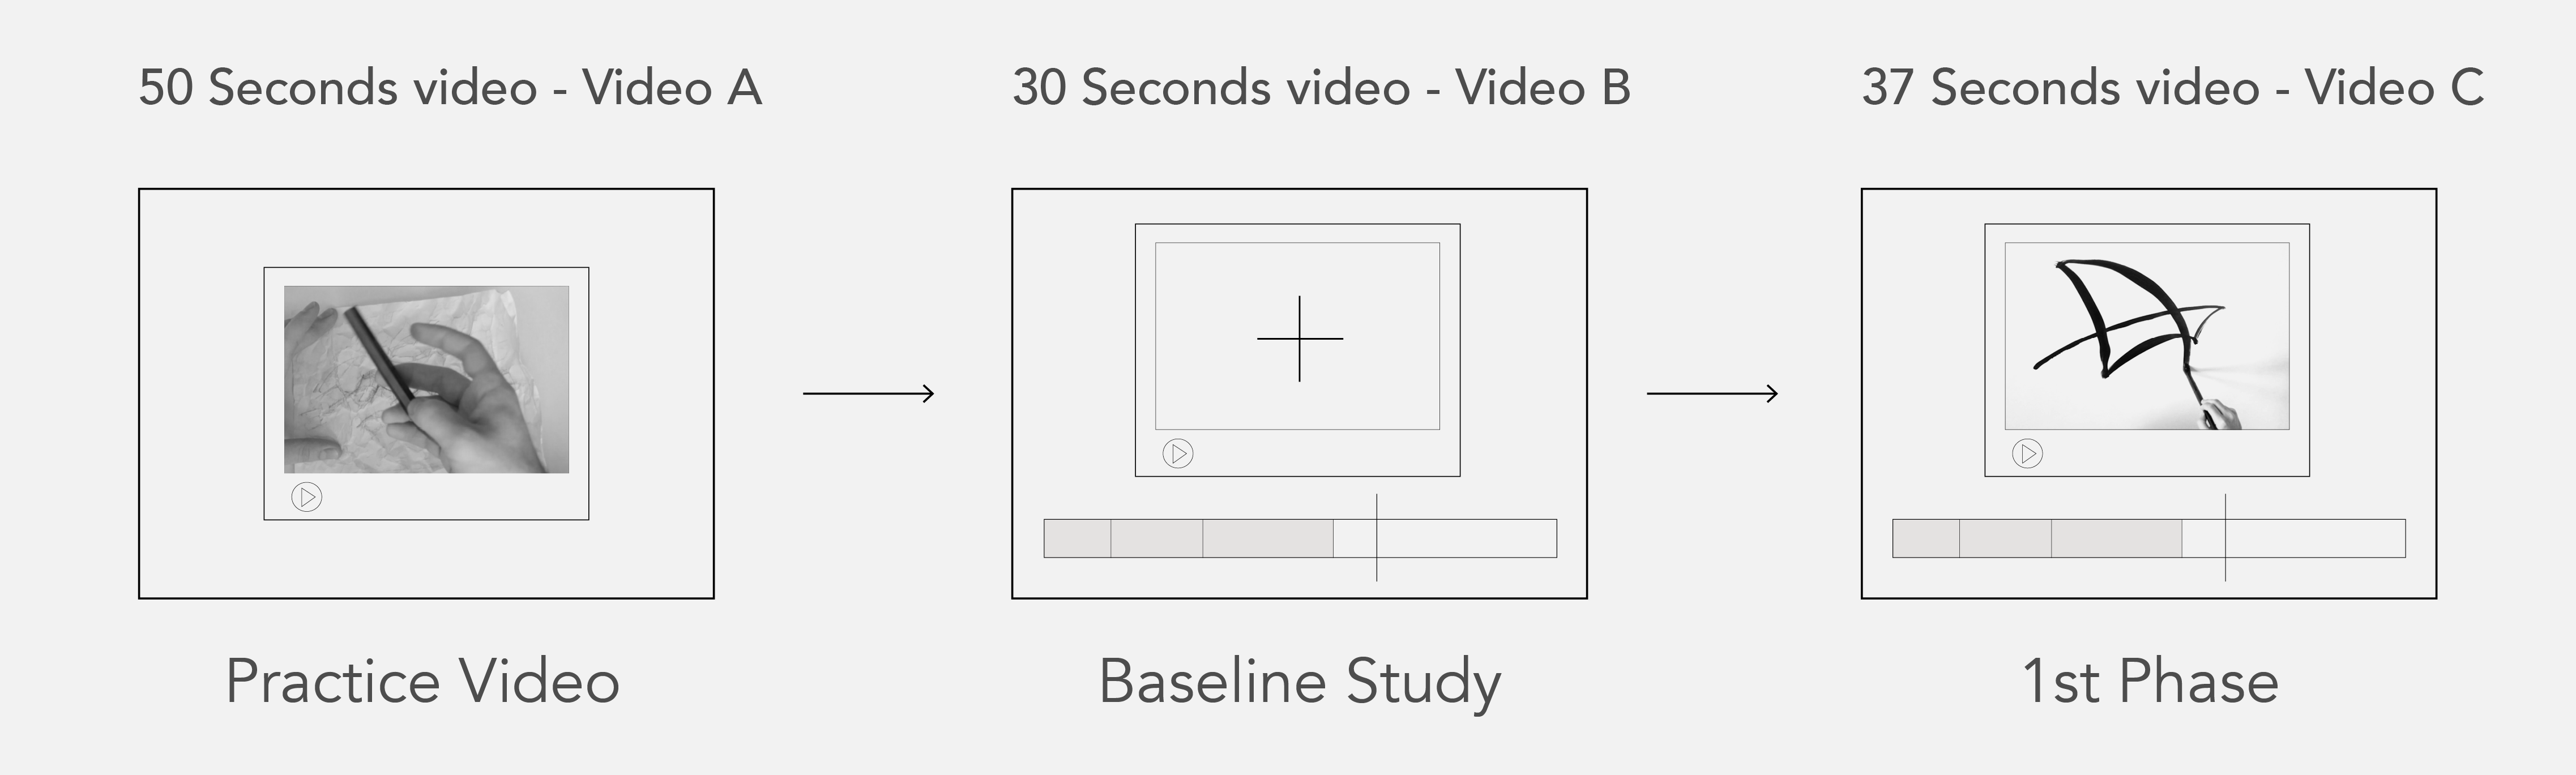 50 Seconds video - Video A
30 Seconds video - Video B
37 Seconds video - Video C
Practice Video
Baseline Study
1st Phase